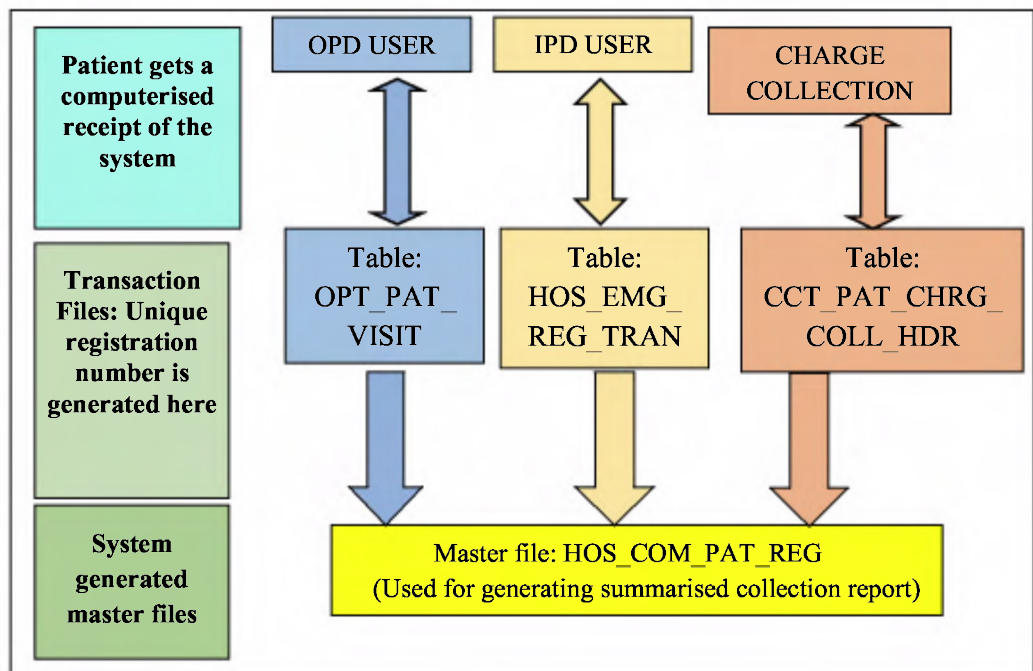 Patient gets a
computerised
receipt of the
system
OPD USER
IPD USER
CHARGE
COLLECTION
Transaction
Files: Unique
registration
number is
generated here
Table:
OPT_PAT_
VISIT
Table:
HOS_EMG_
REG_TRAN
Table:
CCT_PAT_CHRG_
COLL_HDR
System
generated
master files
Master file: HOS_COM_PAT_REG
(Used for generating summarised collection report)